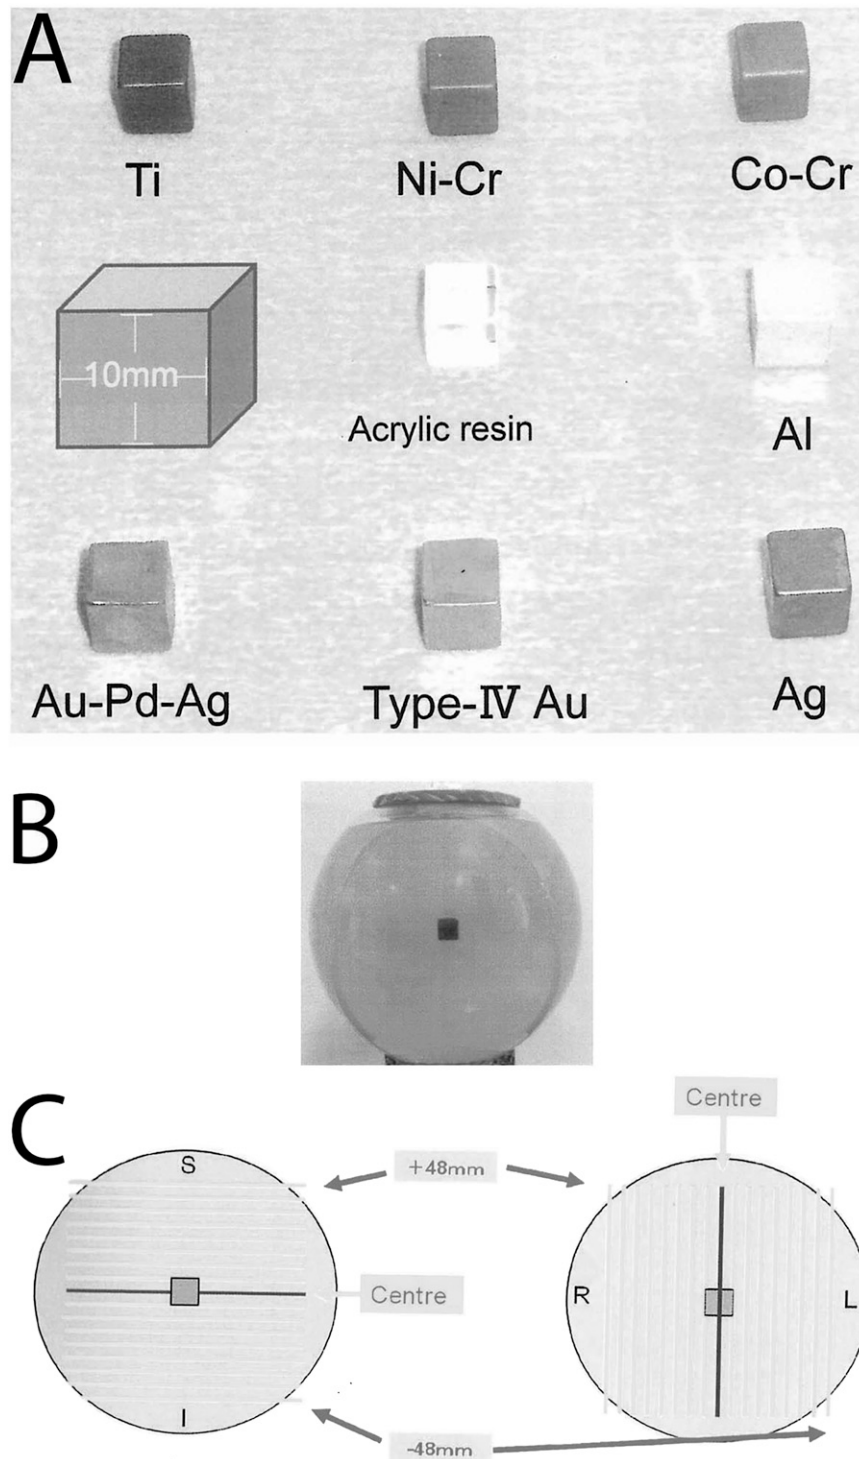 A
Ti
Ni-Cr
Co-Cr
10mm
Acrylic resin
Al
Au-Pd-Ag
Type-Ⅳ Au
Ag
B
C
Centre
S
+48mm
R
L
Centre
I
-48mm